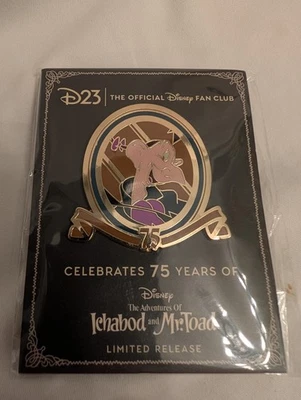 D23 | THE OFFICIAL Disney FAN CLUB
75
CELEBRATES 75 YEARS OF
Disney
The Adventures Of
Ichabod and Mr. Toad
LIMITED RELEASE